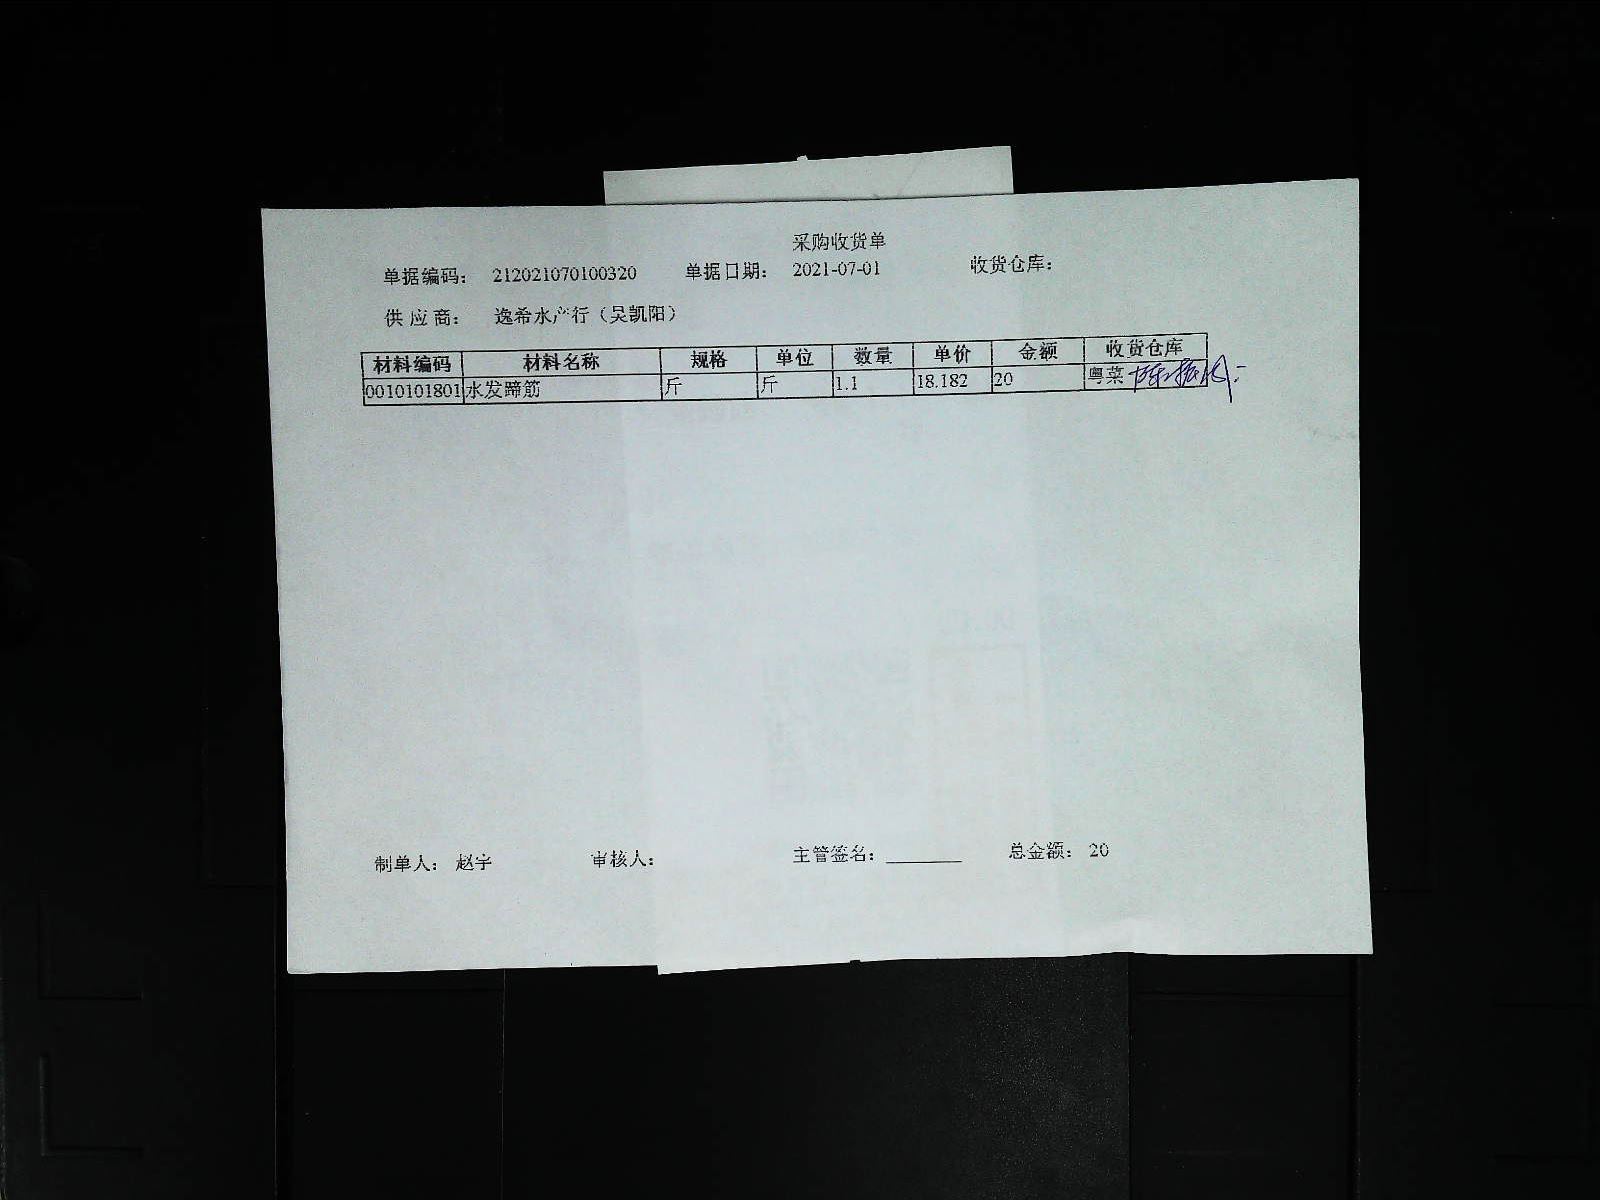 采购收货单
单据编码： 212021070100320 单据日期： 2021-07-01 收货仓库：
供应商： 逸希水产行（吴凯阳）
材料编码 材料名称 规格 单位 数量 单价 金额 收货仓库
0010101801 水发蹄筋 斤 斤 1.1 18.182 20 粤菜
制单人： 赵宇 审核人： 主管签名：________ 总金额： 20